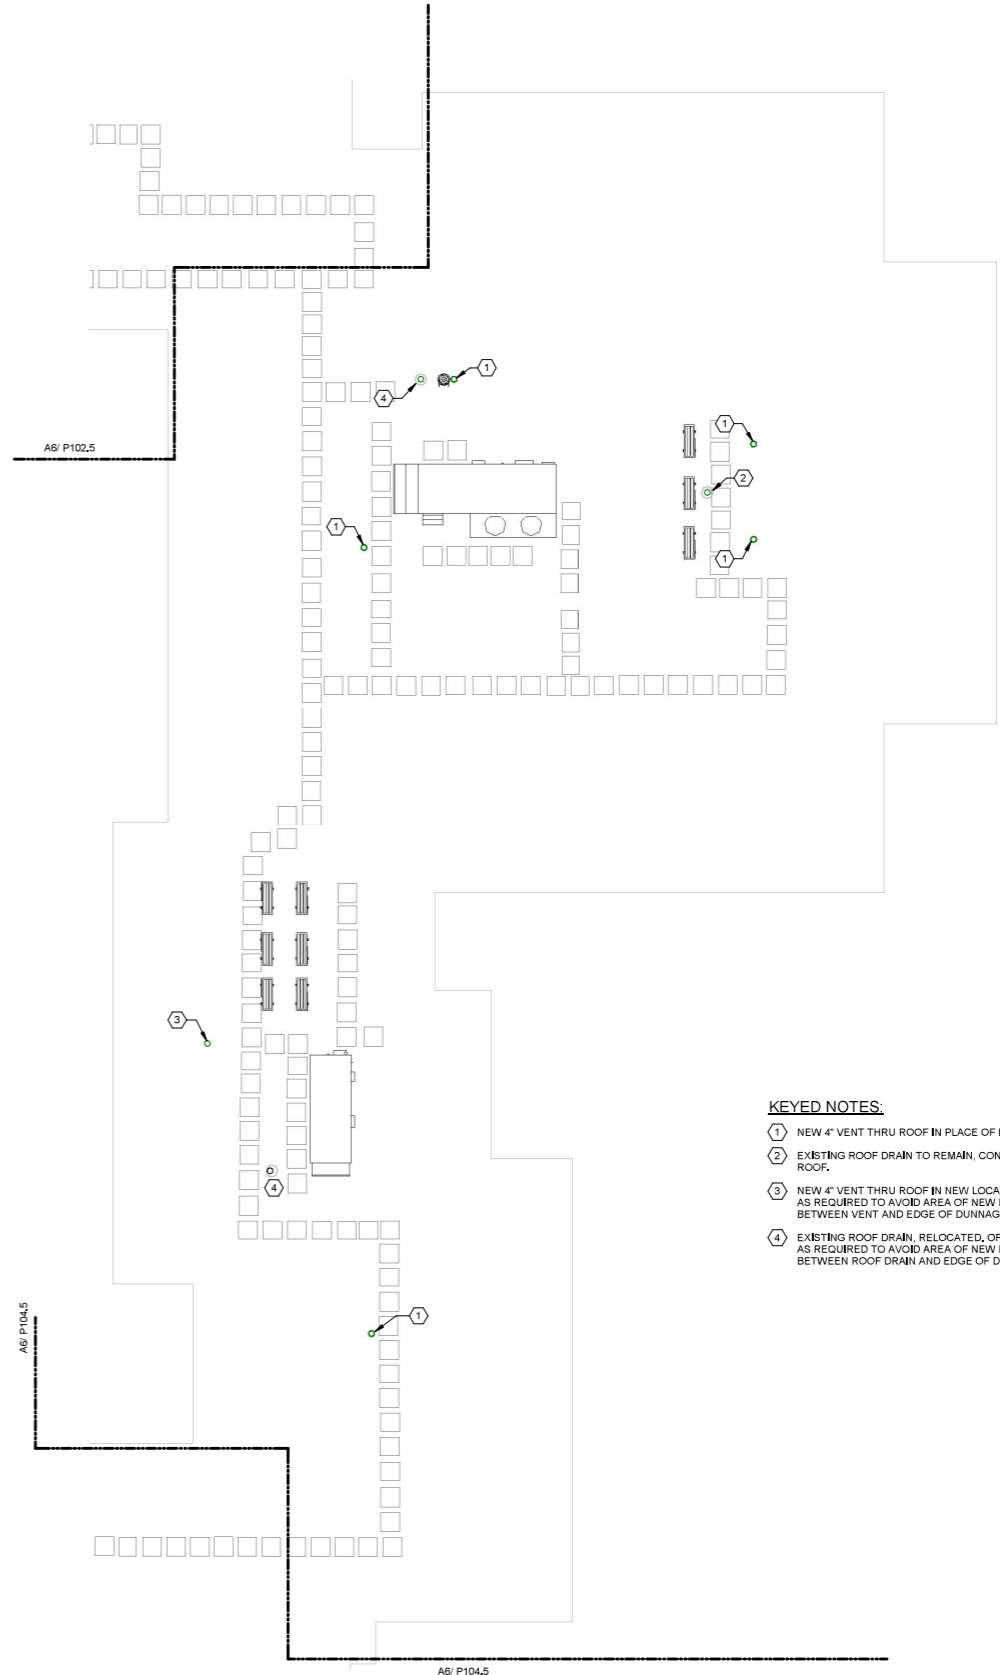 1
4
1
A6/ P102.5
2
1
1
3
4
KEYED NOTES:
1 NEW 4" VENT THRU ROOF IN PLACE OF
2 EXISTING ROOF DRAIN TO REMAIN, CON
ROOF.
3 NEW 4" VENT THRU ROOF IN NEW LOCA
AS REQUIRED TO AVOID AREA OF NEW
BETWEEN VENT AND EDGE OF DUNNAG
4 EXISTING ROOF DRAIN, RELOCATED. OF
AS REQUIRED TO AVOID AREA OF NEW
BETWEEN ROOF DRAIN AND EDGE OF D
1
A6/ P104.5
A6/ P104.5